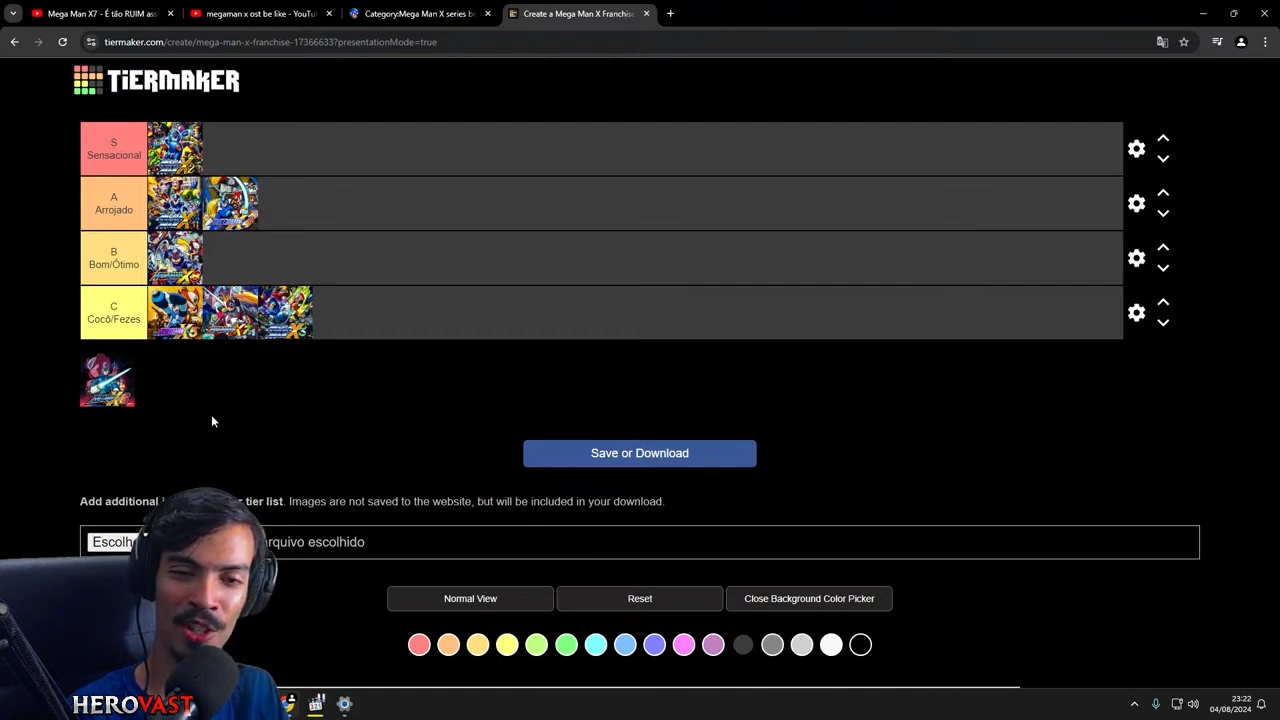 Mega Man X7 - É tão RUIM ass
megaman x ost be like - YouTu
Category:Mega Man X series bo
Create a Mega Man X Franchise
tiermaker.com/create/mega-man-x-franchise-17366633?presentationMode=true
TiERMAKER
S
Sensacional
A
Arrojado
B
Bom/Ótimo
C
Cocô/Fezes
Save or Download
Add additional i r tier list. Images are not saved to the website, but will be included in your download.
Escolhe rquivo escolhido
Normal View
Reset
Close Background Color Picker
HEROVAST
23:22
04/08/2024